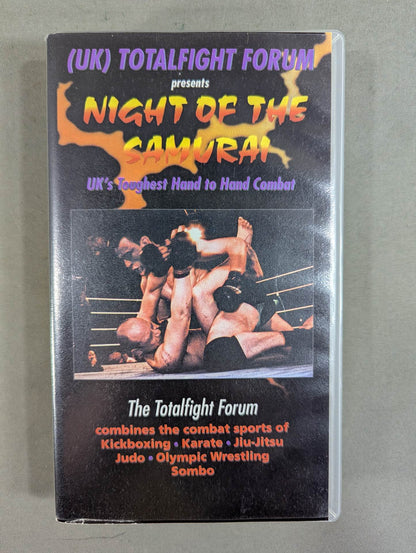 (UK) TOTALFIGHT FORUM
presents
NIGHT OF THE
SAMURAI
UK's Toughest Hand to Hand Combat
The Totalfight Forum
combines the combat sports of
Kickboxing • Karate • Jiu-Jitsu
Judo • Olympic Wrestling
Sombo